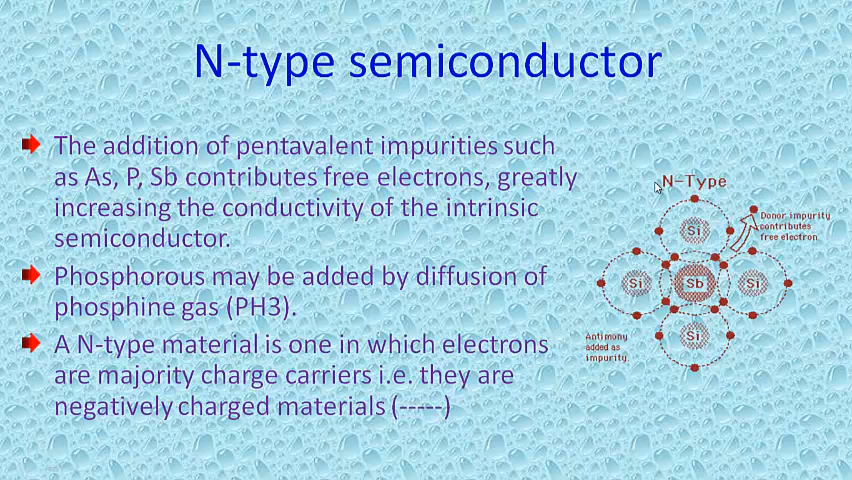 N-type semiconductor
The addition of pentavalent impurities such
as As, P, Sb contributes free electrons, greatly
increasing the conductivity of the intrinsic
semiconductor.
Phosphorous may be added by diffusion of
phosphine gas (PH3).
A N-type material is one in which electrons
are majority charge carriers i.e. they are
negatively charged materials (-----)
N-Type
Donor impurity
contributes
free electron
Si
Si
Sb
Si
Si
Antimony
added as
impurity.